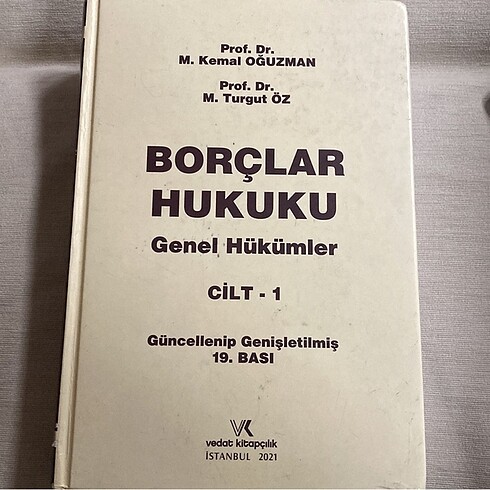 Prof. Dr.
M. Kemal OĞUZMAN
Prof. Dr.
M. Turgut ÖZ
BORÇLAR
HUKUKU
Genel Hükümler
CİLT - 1
Güncellenip Genişletilmiş
19. BASI
VK
vedat kitapçılık
İSTANBUL 2021